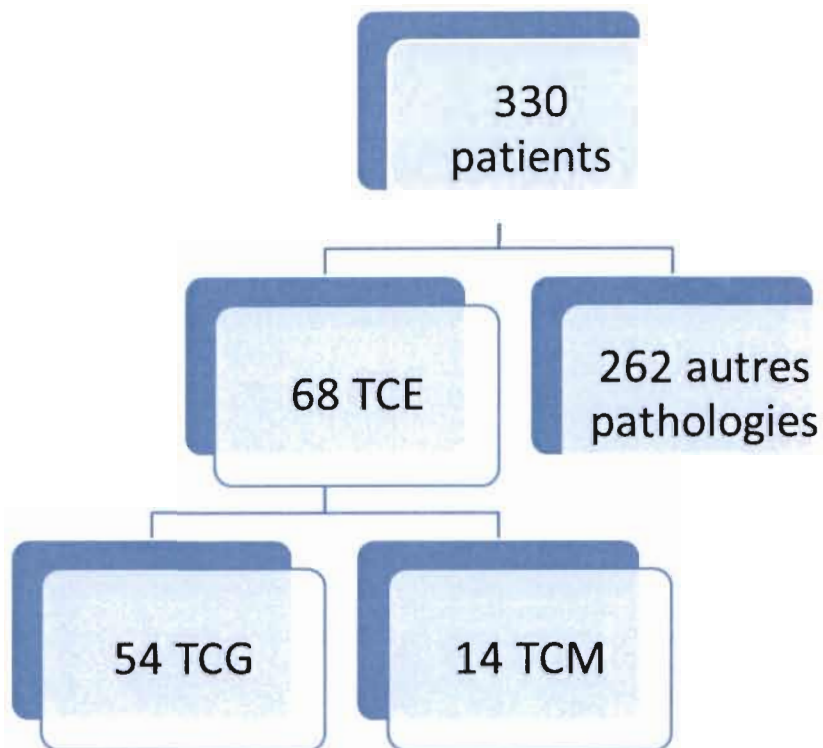 330
patients
68 TCE
262 autres
pathologies
54 TCG
14 TCM